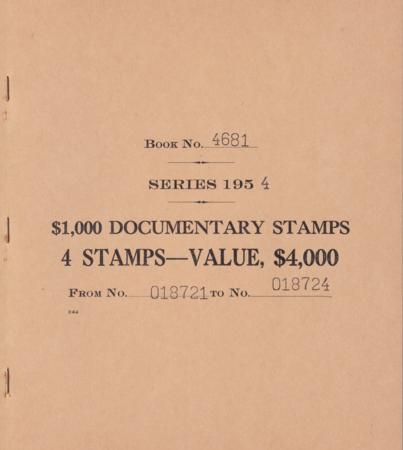 Book No. 4681
SERIES 195 4
$1,000 DOCUMENTARY STAMPS
4 STAMPS—VALUE, $4,000
From No. 018721 to No. 018724
244